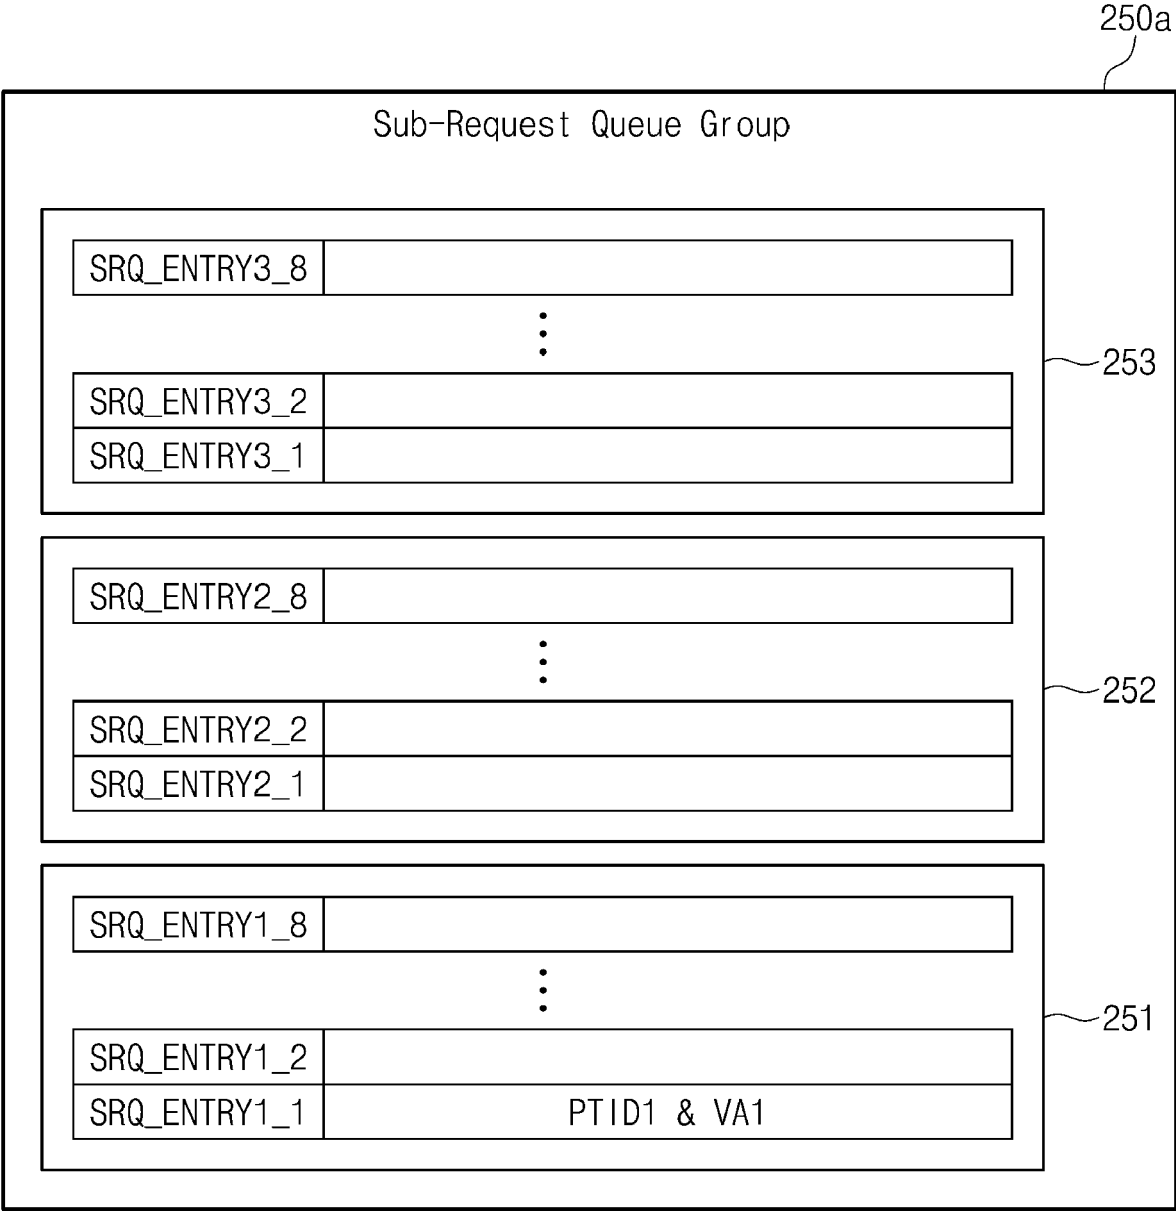 250a
Sub-Request Queue Group
SRQ_ENTRY3_8
SRQ_ENTRY3_2
SRQ_ENTRY3_1
253
SRQ_ENTRY2_8
SRQ_ENTRY2_2
SRQ_ENTRY2_1
252
SRQ_ENTRY1_8
SRQ_ENTRY1_2
SRQ_ENTRY1_1 PTID1 & VA1
251